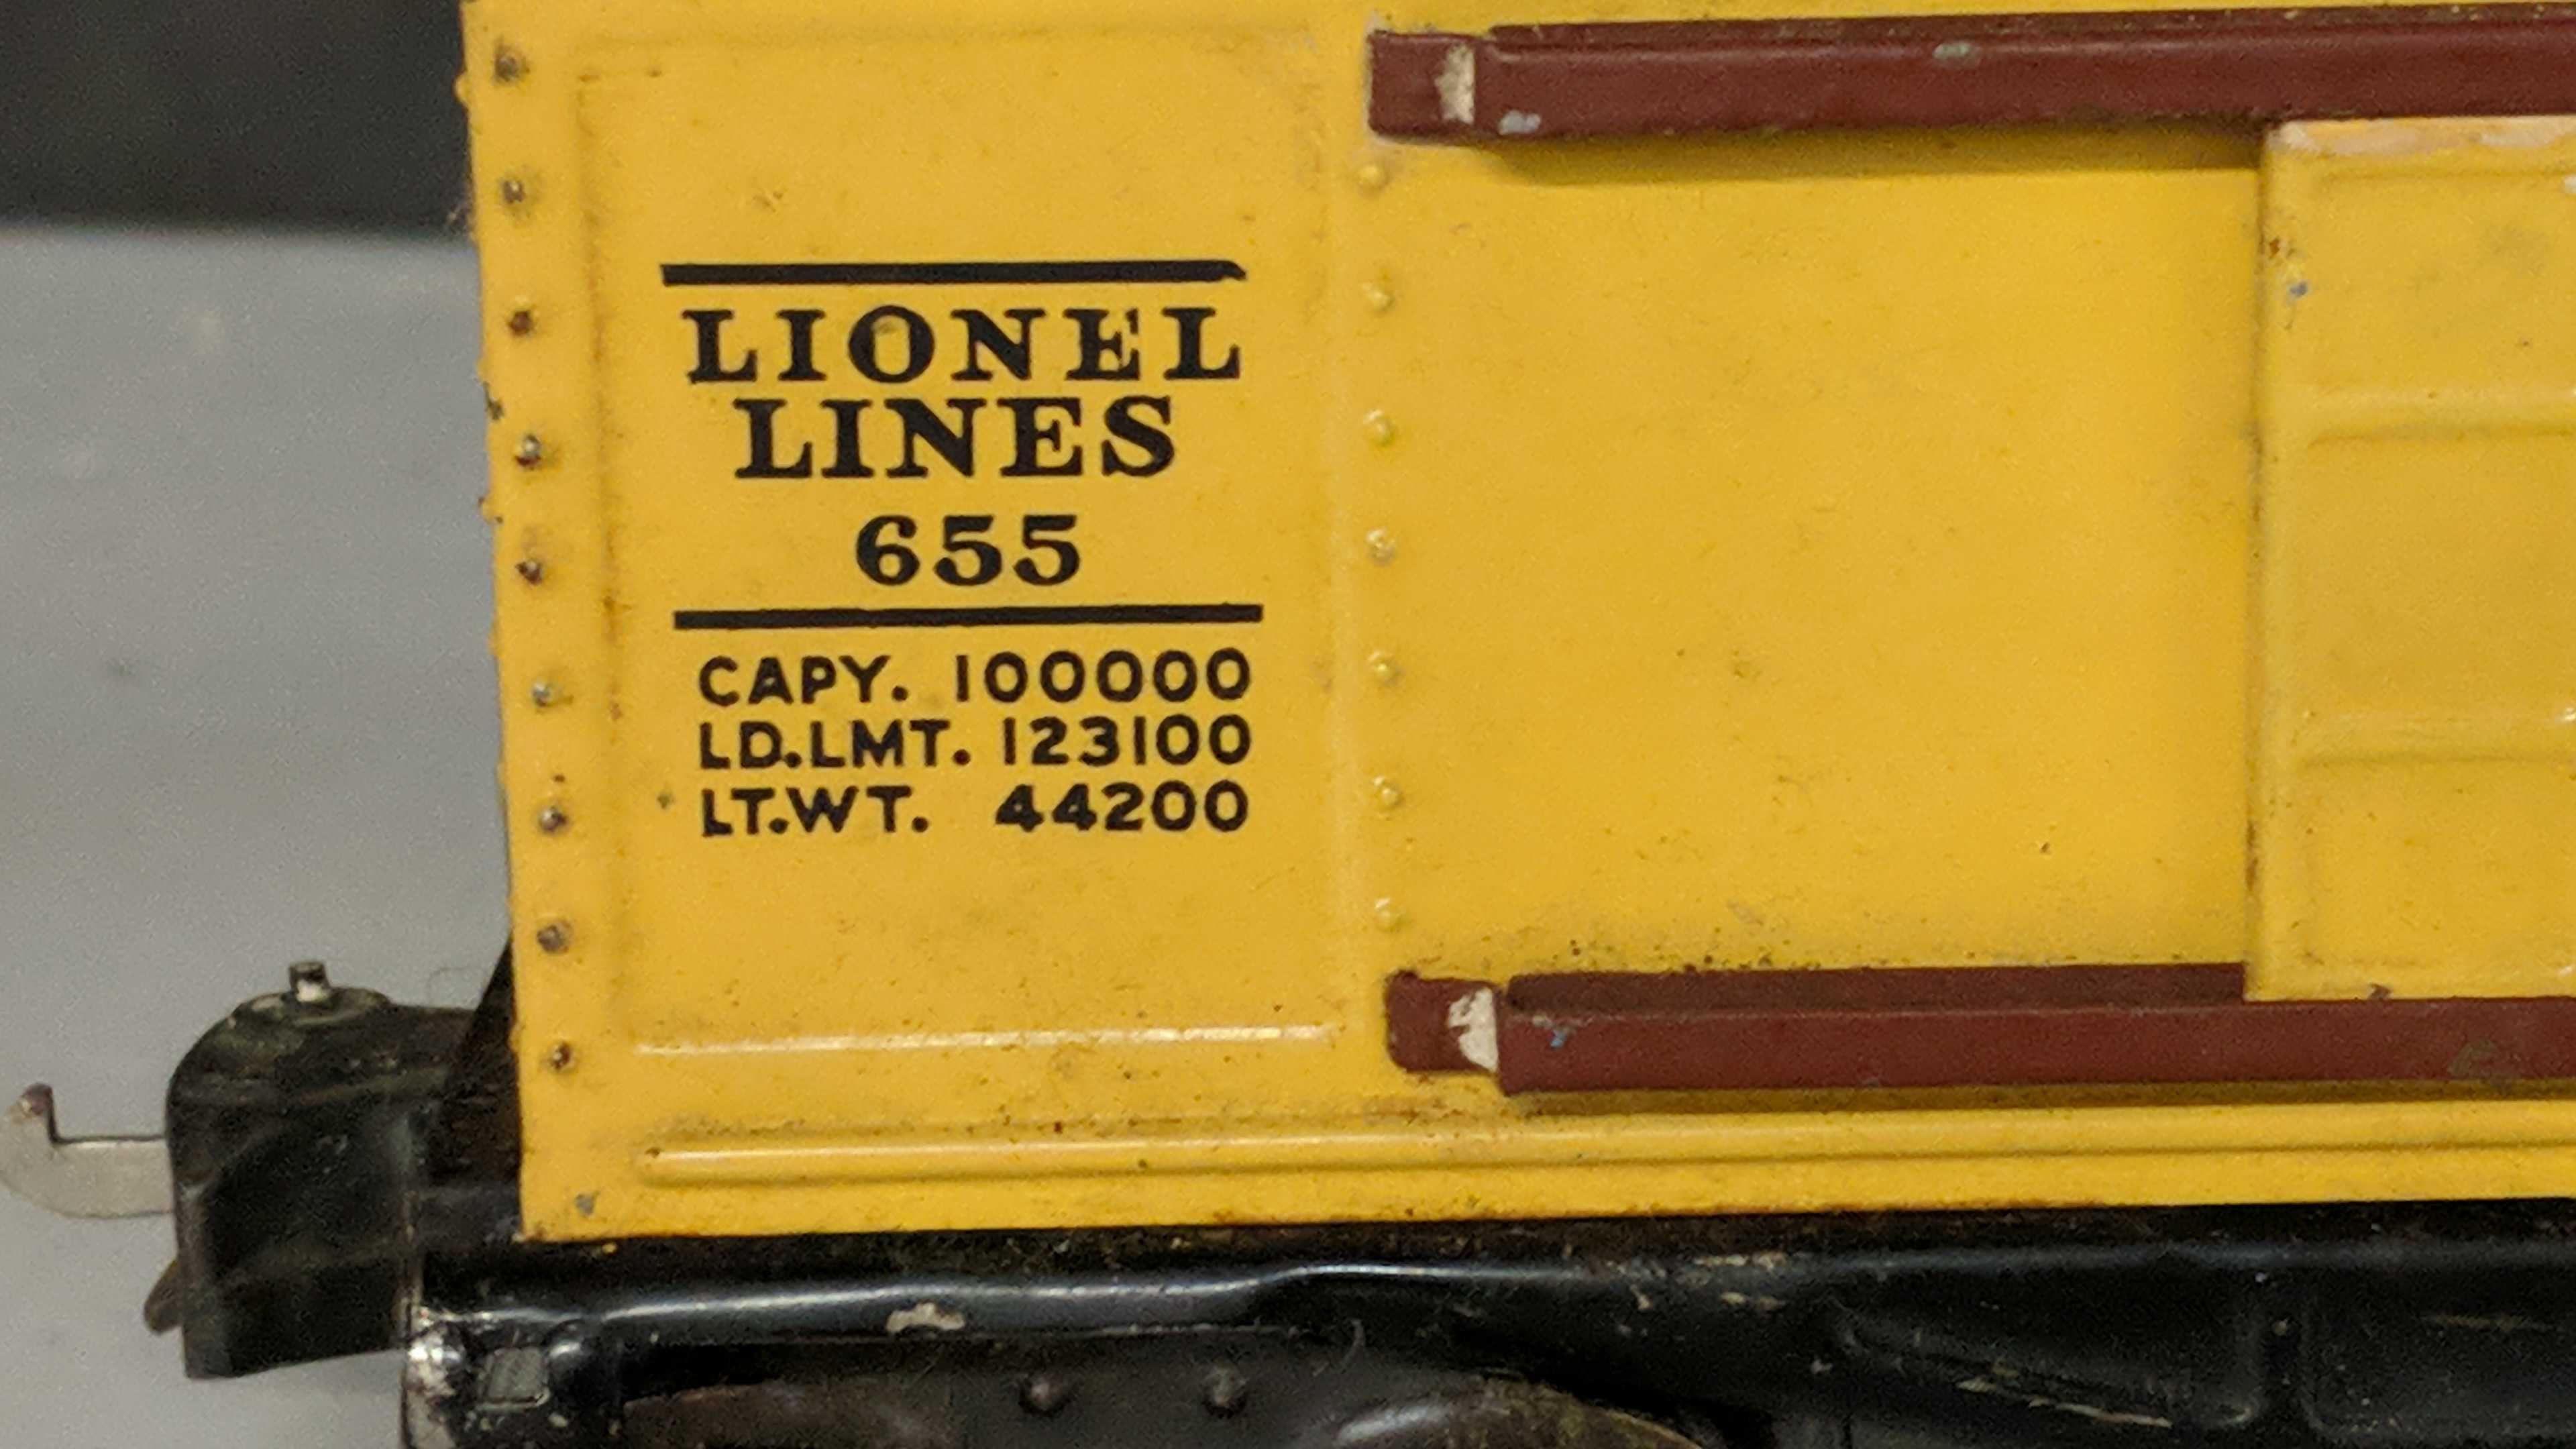 LIONEL
LINES
655
CAPY. 100000
LD.LMT. 123100
LT.WT. 44200